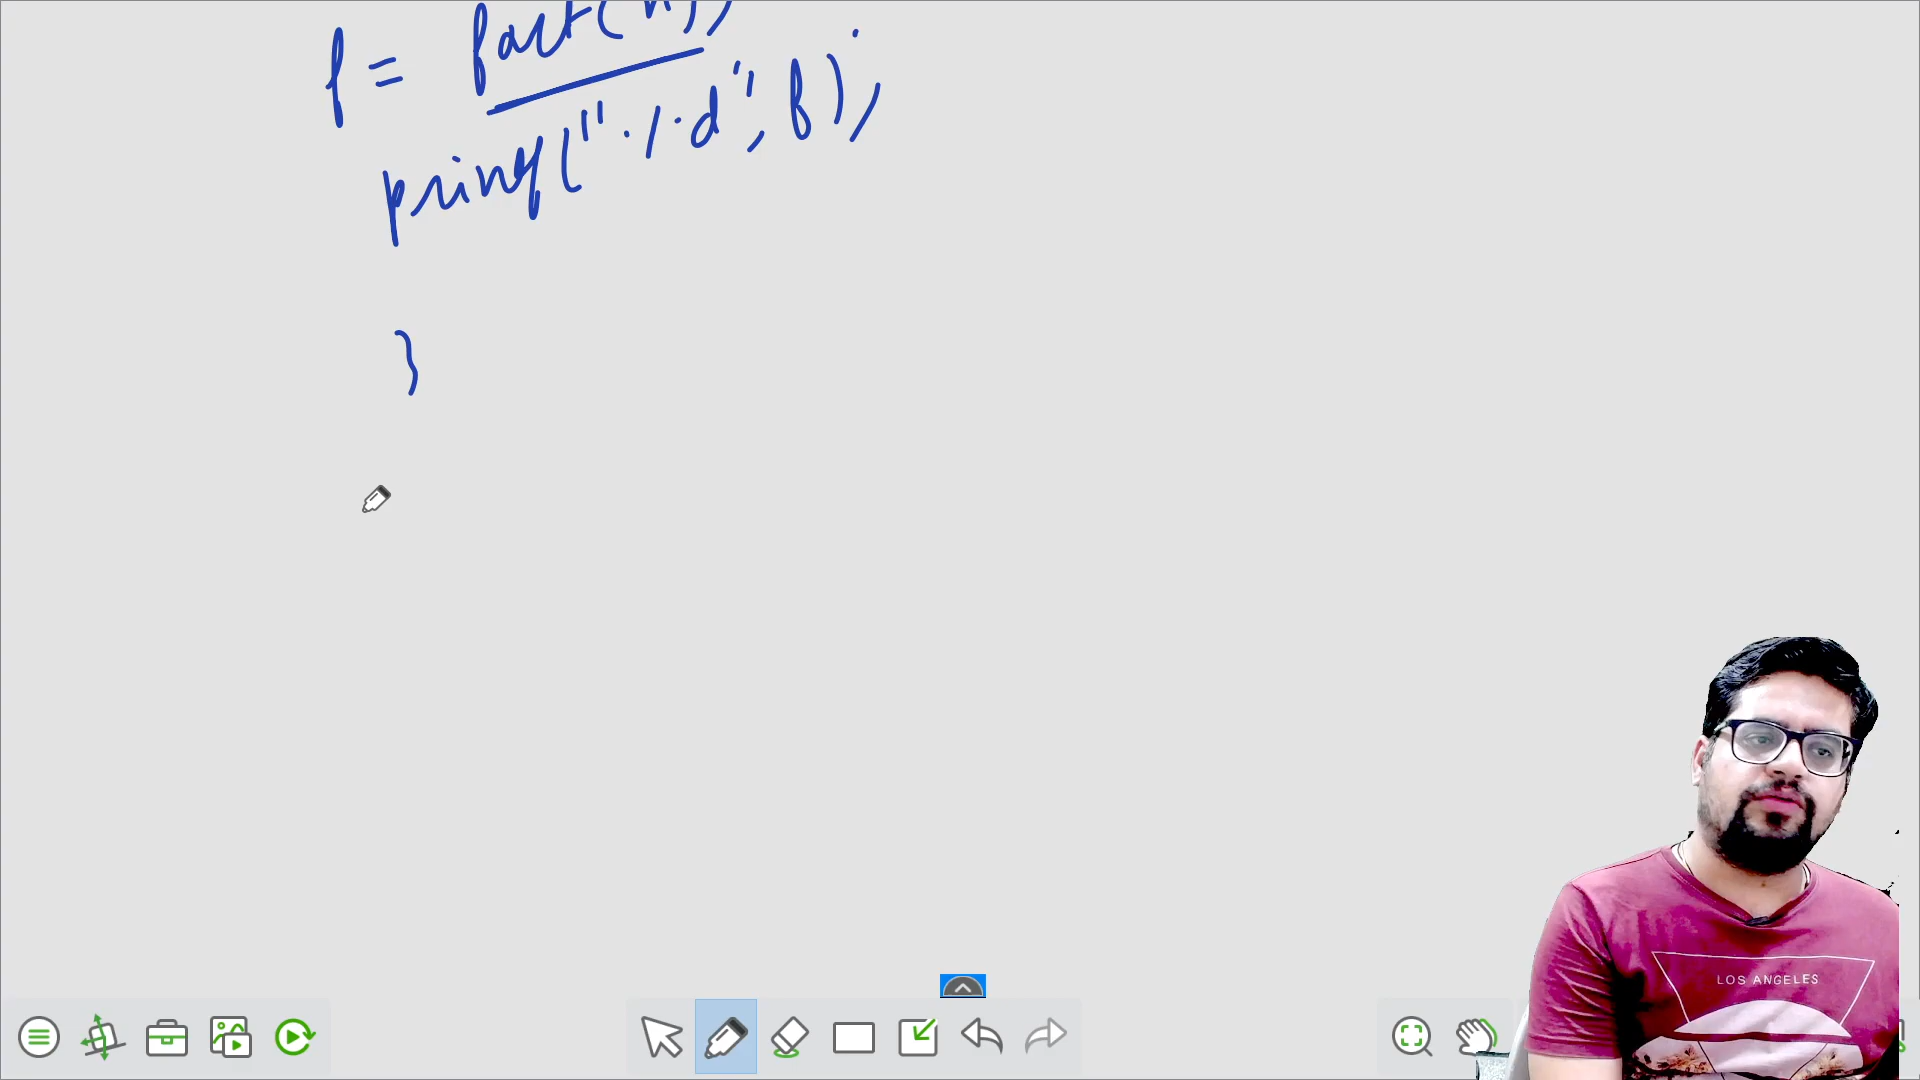 f = fact(n);
printf("%d", f);
}
LOS ANGELES